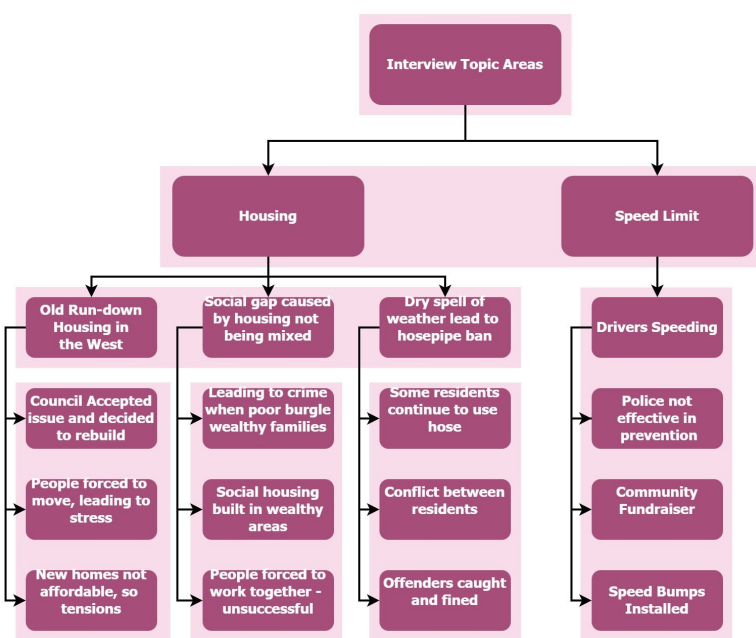 Interview Topic Areas
Housing
Speed Limit
Old Run-down
Housing in
the West
Social gap caused
by housing not
being mixed
Dry spell of
weather lead to
hosepipe ban
Drivers Speeding
Council Accepted
issue and decided
to rebuild
Leading to crime
when poor burgle
wealthy families
Some residents
continue to use
hose
Police not
effective in
prevention
People forced to
move, leading to
stress
Social housing
built in wealthy
areas
Conflict between
residents
Community
Fundraiser
New homes not
affordable, so
tensions
People forced to
work together -
unsuccessful
Offenders caught
and fined
Speed Bumps
Installed